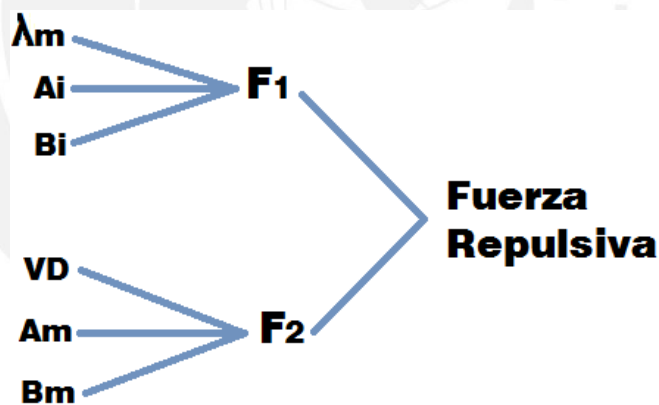 λm
Ai
Bi
F1
VD
Am
Bm
F2
Fuerza
Repulsiva